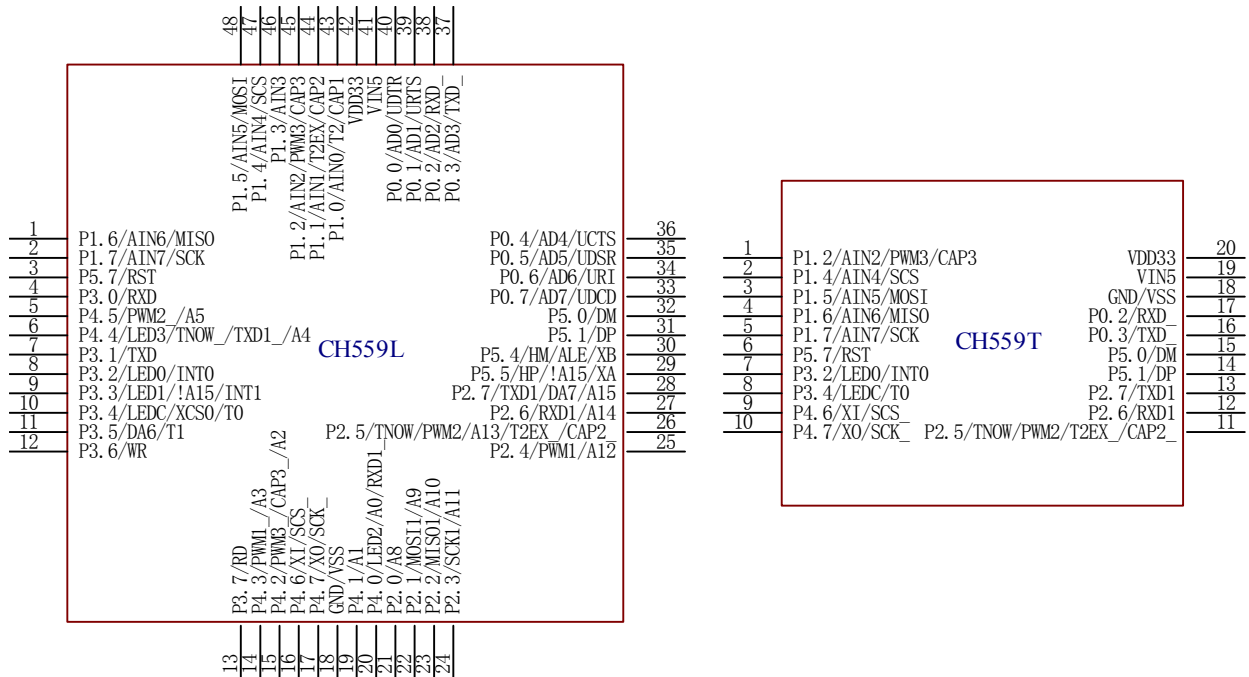 48 47 46 45 44 43 42 41 40 39 38 37
P1.5/AIN5/MOSI
P1.4/AIN4/SCS
P1.3/AIN3
P1.2/AIN2/PWM3/CAP3
P1.1/AIN1/T2EX/CAP2
P1.0/AIN0/T2/CAP1
VDD33
VIN5
P0.0/AD0/UDTR
P0.1/AD1/URTS
P0.2/AD2/RXD_
P0.3/AD3/TXD_
1 P1.6/AIN6/MISO
2 P1.7/AIN7/SCK
3 P5.7/RST
4 P3.0/RXD
5 P4.5/PWM2_/A5
6 P4.4/LED3/TNOW_/TXD1_/A4
7 P3.1/TXD
8 P3.2/LED0/INT0
9 P3.3/LED1/!A15/INT1
10 P3.4/LEDC/XCS0/T0
11 P3.5/DA6/T1
12 P3.6/WR
CH559L
P0.4/AD4/UCTS 36
P0.5/AD5/UDSR 35
P0.6/AD6/URI 34
P0.7/AD7/UDCD 33
P5.0/DM 32
P5.1/DP 31
P5.4/HM/ALE/XB 30
P5.5/HP/!A15/XA 29
P2.7/TXD1/DA7/A15 28
P2.6/RXD1/A14 27
P2.5/TNOW/PWM2/A13/T2EX_/CAP2_ 26
P2.4/PWM1/A12 25
P3.7/RD
P4.3/PWM1_/A3
P4.2/PWM3_/CAP3_/A2
P4.6/XI/SCS_
P4.7/XO/SCK_
GND/VSS
P4.1/A1
P4.0/LED2/A0/RXD1_
P2.0/A8
P2.1/MOSI1/A9
P2.2/MISO1/A10
P2.3/SCK1/A11
13 14 15 16 17 18 19 20 21 22 23 24
1 P1.2/AIN2/PWM3/CAP3
2 P1.4/AIN4/SCS
3 P1.5/AIN5/MOSI
4 P1.6/AIN6/MISO
5 P1.7/AIN7/SCK
6 P5.7/RST
7 P3.2/LED0/INT0
8 P3.4/LEDC/T0
9 P4.6/XI/SCS_
10 P4.7/XO/SCK_
CH559T
VDD33 20
VIN5 19
GND/VSS 18
P0.2/RXD_ 17
P0.3/TXD_ 16
P5.0/DM 15
P5.1/DP 14
P2.7/TXD1 13
P2.6/RXD1 12
P2.5/TNOW/PWM2/T2EX_/CAP2_ 11